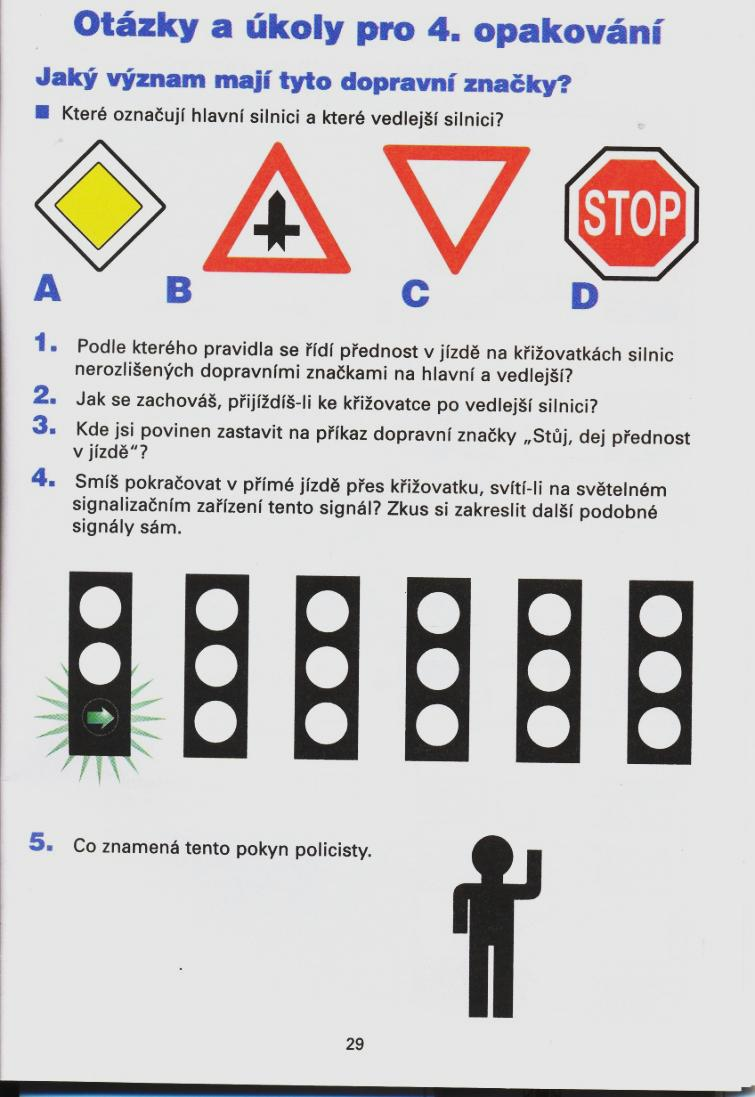 Otázky a úkoly pro 4. opakování
Jaký význam mají tyto dopravní značky?
Které označují hlavní silnici a které vedlejší silnici?
STOP
A B C D
1. Podle kterého pravidla se řídí přednost v jízdě na křižovatkách silnic
nerozlišených dopravními značkami na hlavní a vedlejší?
2. Jak se zachováš, přijíždíš-li ke křižovatce po vedlejší silnici?
3. Kde jsi povinen zastavit na příkaz dopravní značky „Stůj, dej přednost
v jízdě“?
4. Smíš pokračovat v přímé jízdě přes křižovatku, svítí-li na světelném
signalizačním zařízení tento signál? Zkus si zakreslit další podobné
signály sám.
5. Co znamená tento pokyn policisty.
29